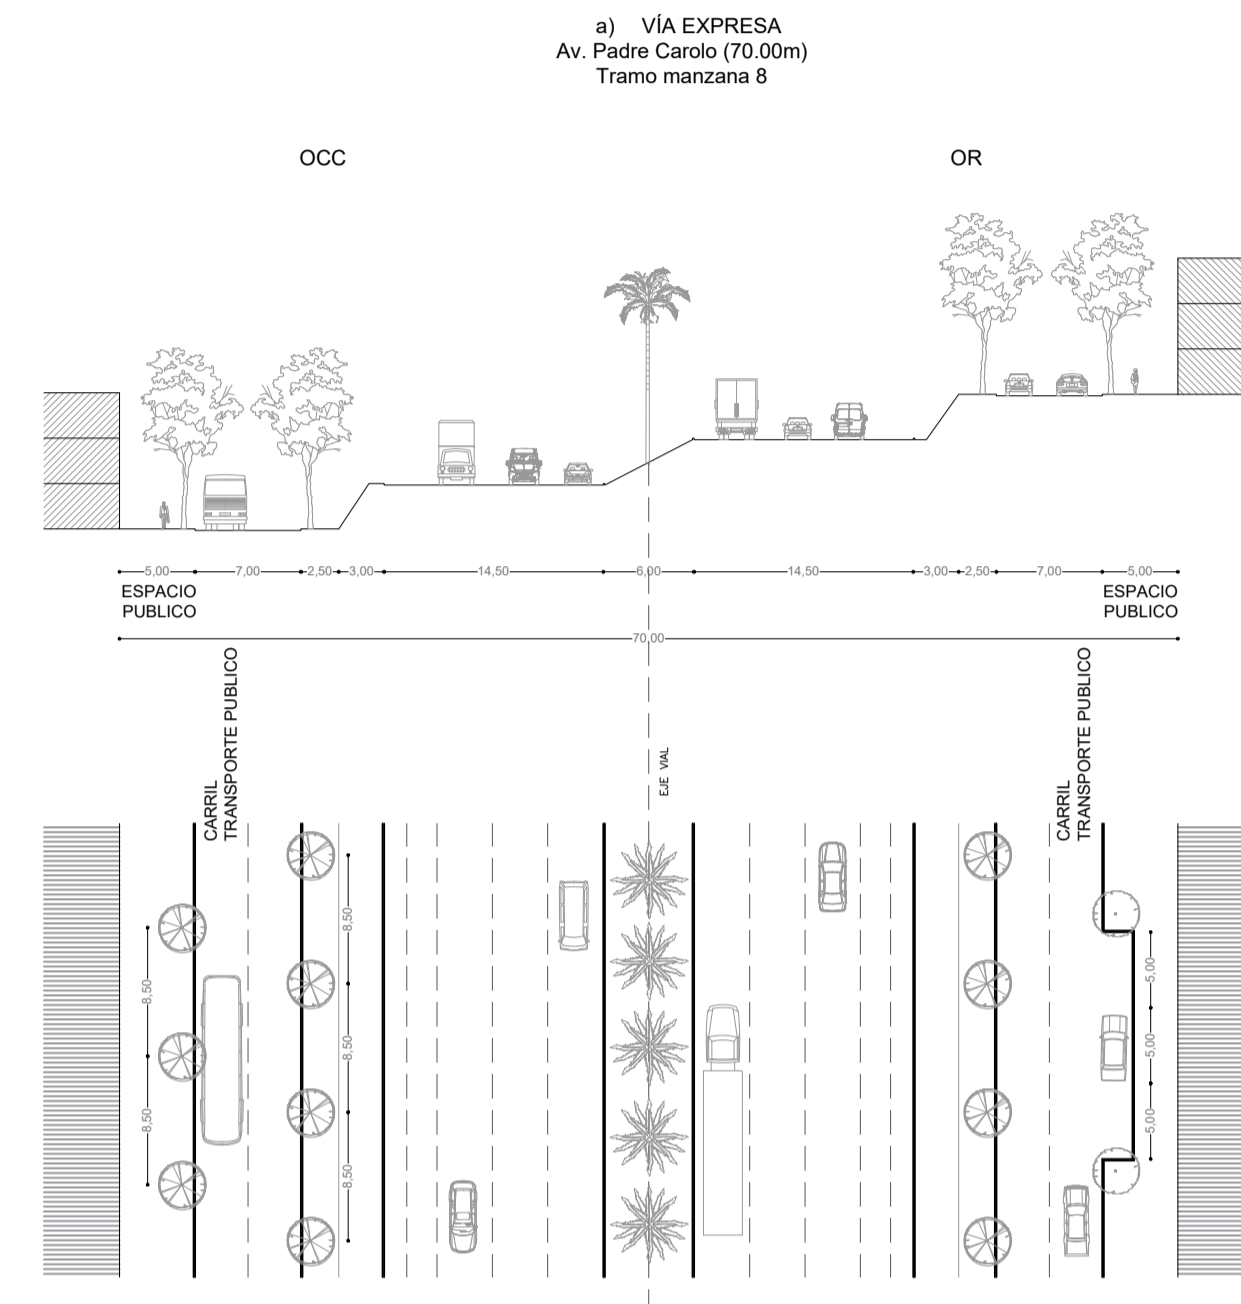 a) VÍA EXPRESA
Av. Padre Carolo (70.00m)
Tramo manzana 8
OCC
OR
5,00 7,00 2,50 3,00 14,50 6,00 14,50 3,00 2,50 7,00 5,00
ESPACIO
PUBLICO
ESPACIO
PUBLICO
70,00
CARRIL
TRANSPORTE PUBLICO
EJE VIAL
CARRIL
TRANSPORTE PUBLICO
8,50
8,50
8,50
8,50
8,50
5,00
5,00
5,00